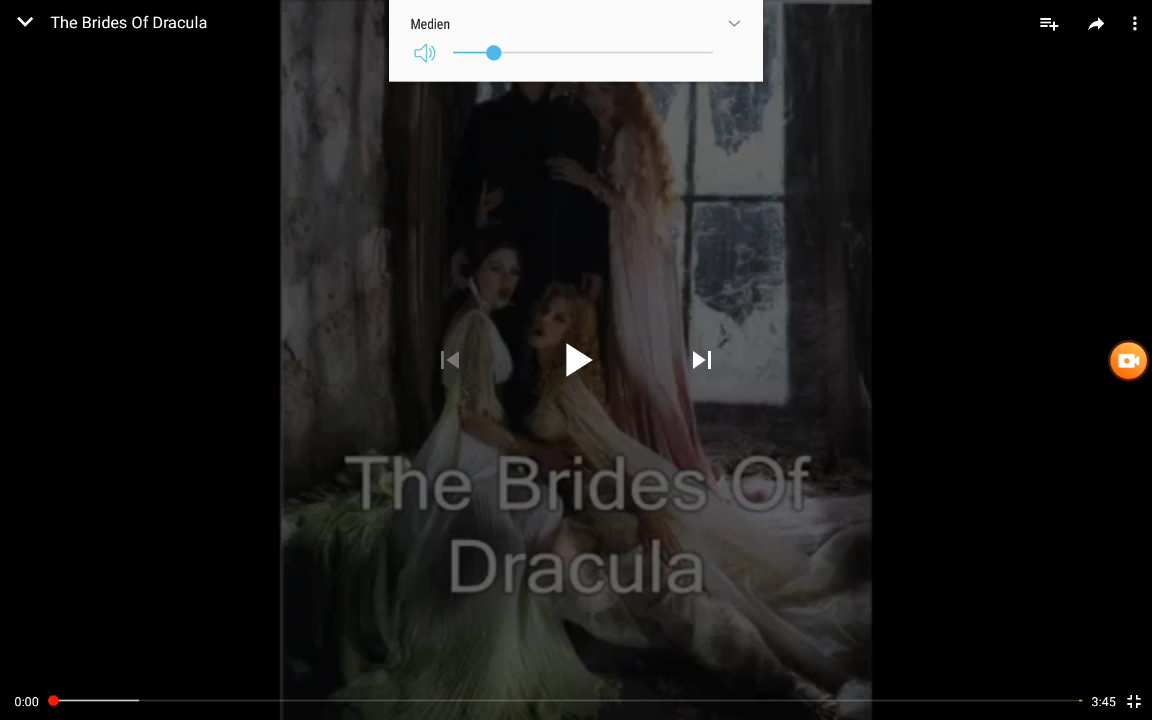 The Brides Of Dracula
Medien
The Brides Of
Dracula
0:00
3:45